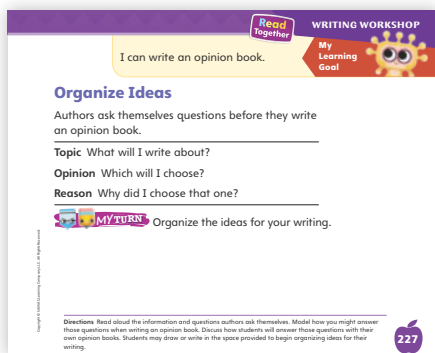 Read
Together
WRITING WORKSHOP
I can write an opinion book.
My
Learning
Goal
Organize Ideas
Authors ask themselves questions before they write
an opinion book.
Topic What will I write about?
Opinion Which will I choose?
Reason Why did I choose that one?
MY TURN Organize the ideas for your writing.
Directions Read aloud the information and questions authors ask themselves. Model how you might answer
those questions when writing an opinion book. Discuss how students will answer those questions with their
own opinion books. Students may draw or write in the space provided to begin organizing ideas for their
writing.
227